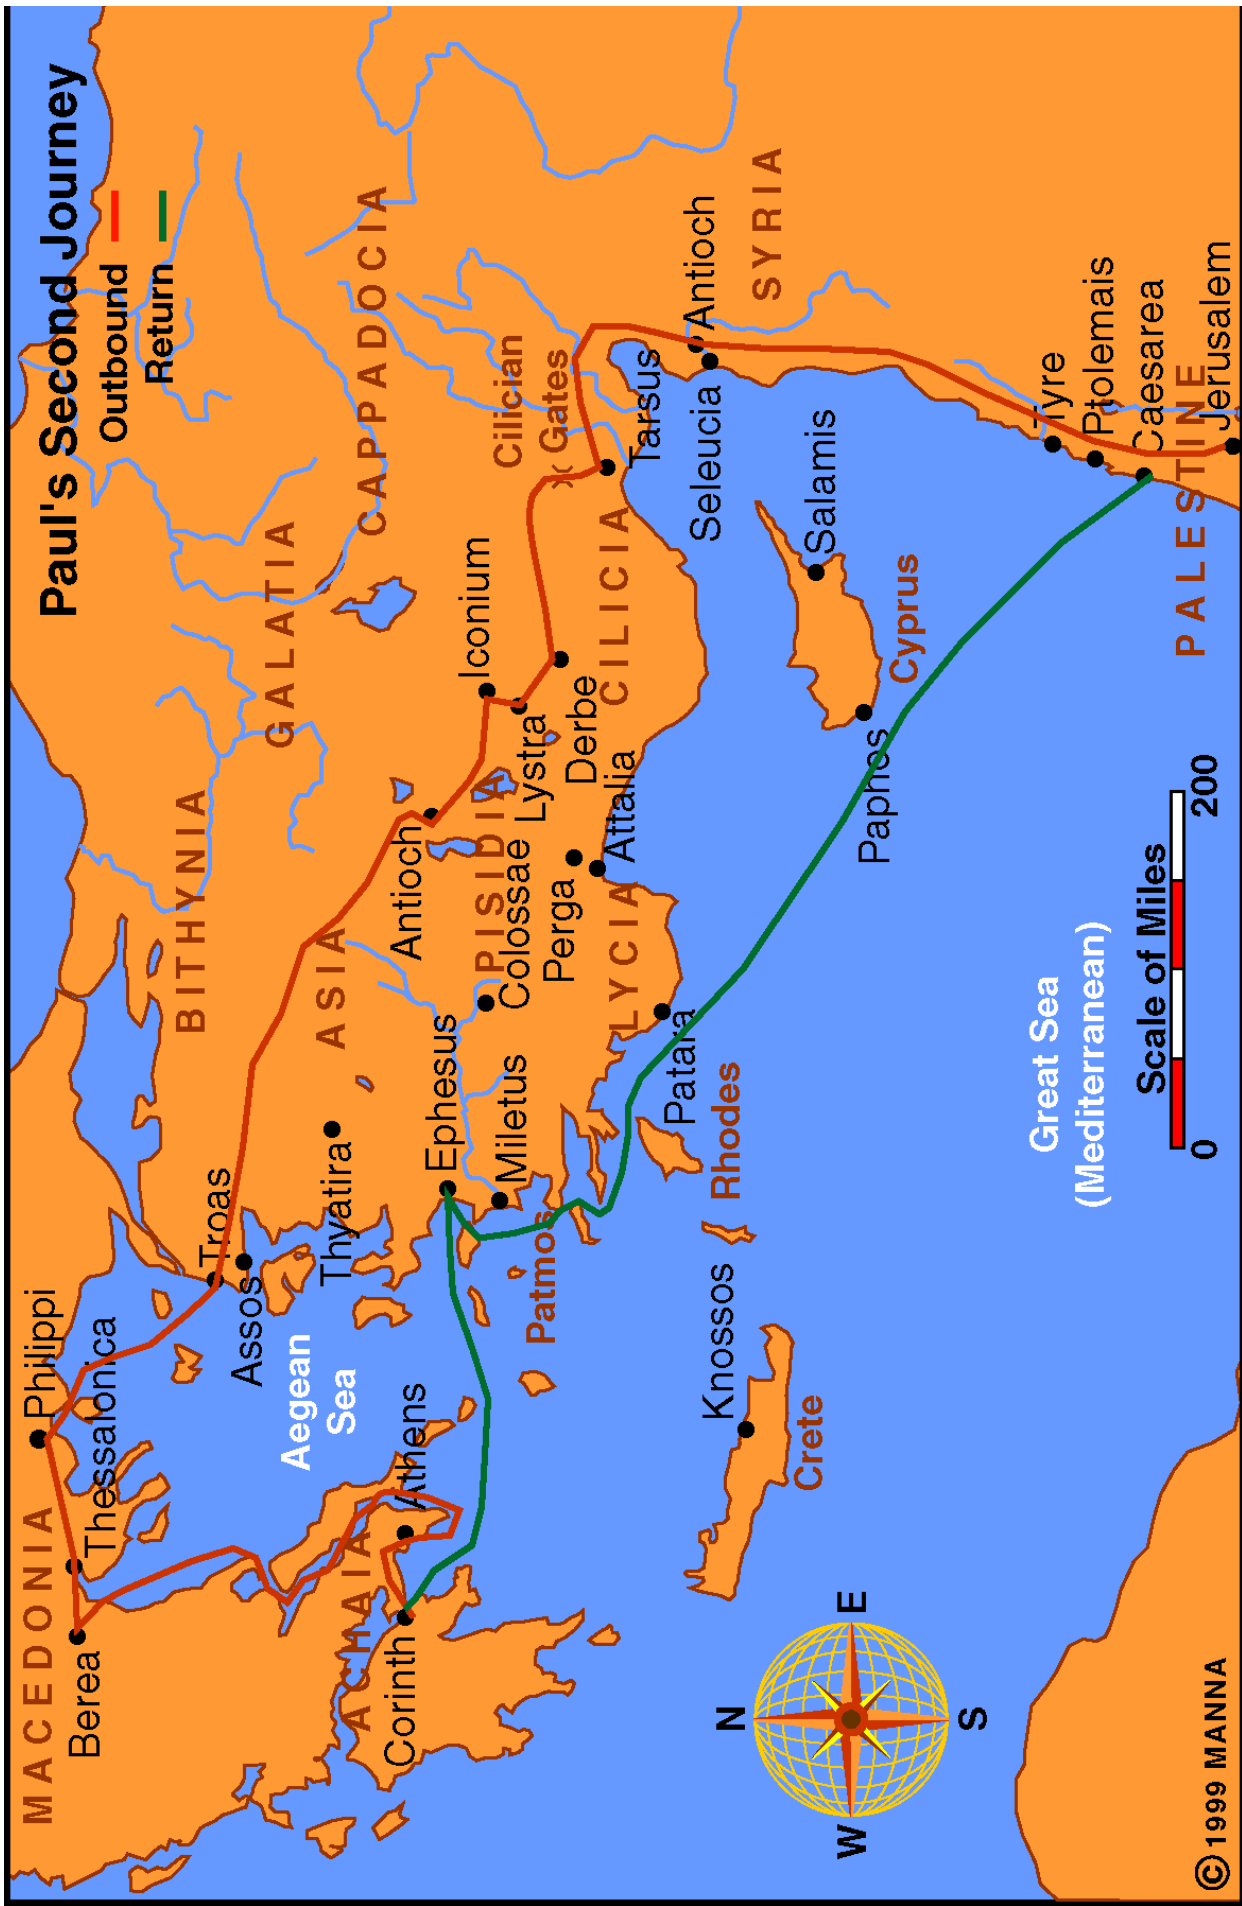 Paul's Second Journey
Outbound
Return
MACEDONIA
Philippi
Thessalonica
Berea
BITHYNIA
GALATIA
CAPPADOCIA
Troas
Assos
Aegean
Sea
Thyatira
ASIA
Antioch
Iconium
Lystra
Derbe
Cilician
Gates
Tarsus
CILICIA
Antioch
Seleucia
SYRIA
ACHAIA
Athens
Corinth
Ephesus
Miletus
Colossae
PISIDIA
Perga
Attalia
LYCIA
Patara
Patmos
Rhodes
Knossos
Crete
Salamis
Paphos
Cyprus
Tyre
Ptolemais
Caesarea
PALESTINE
Jerusalem
Great Sea
(Mediterranean)
Scale of Miles
0 200
N
W E
S
© 1999 MANNA